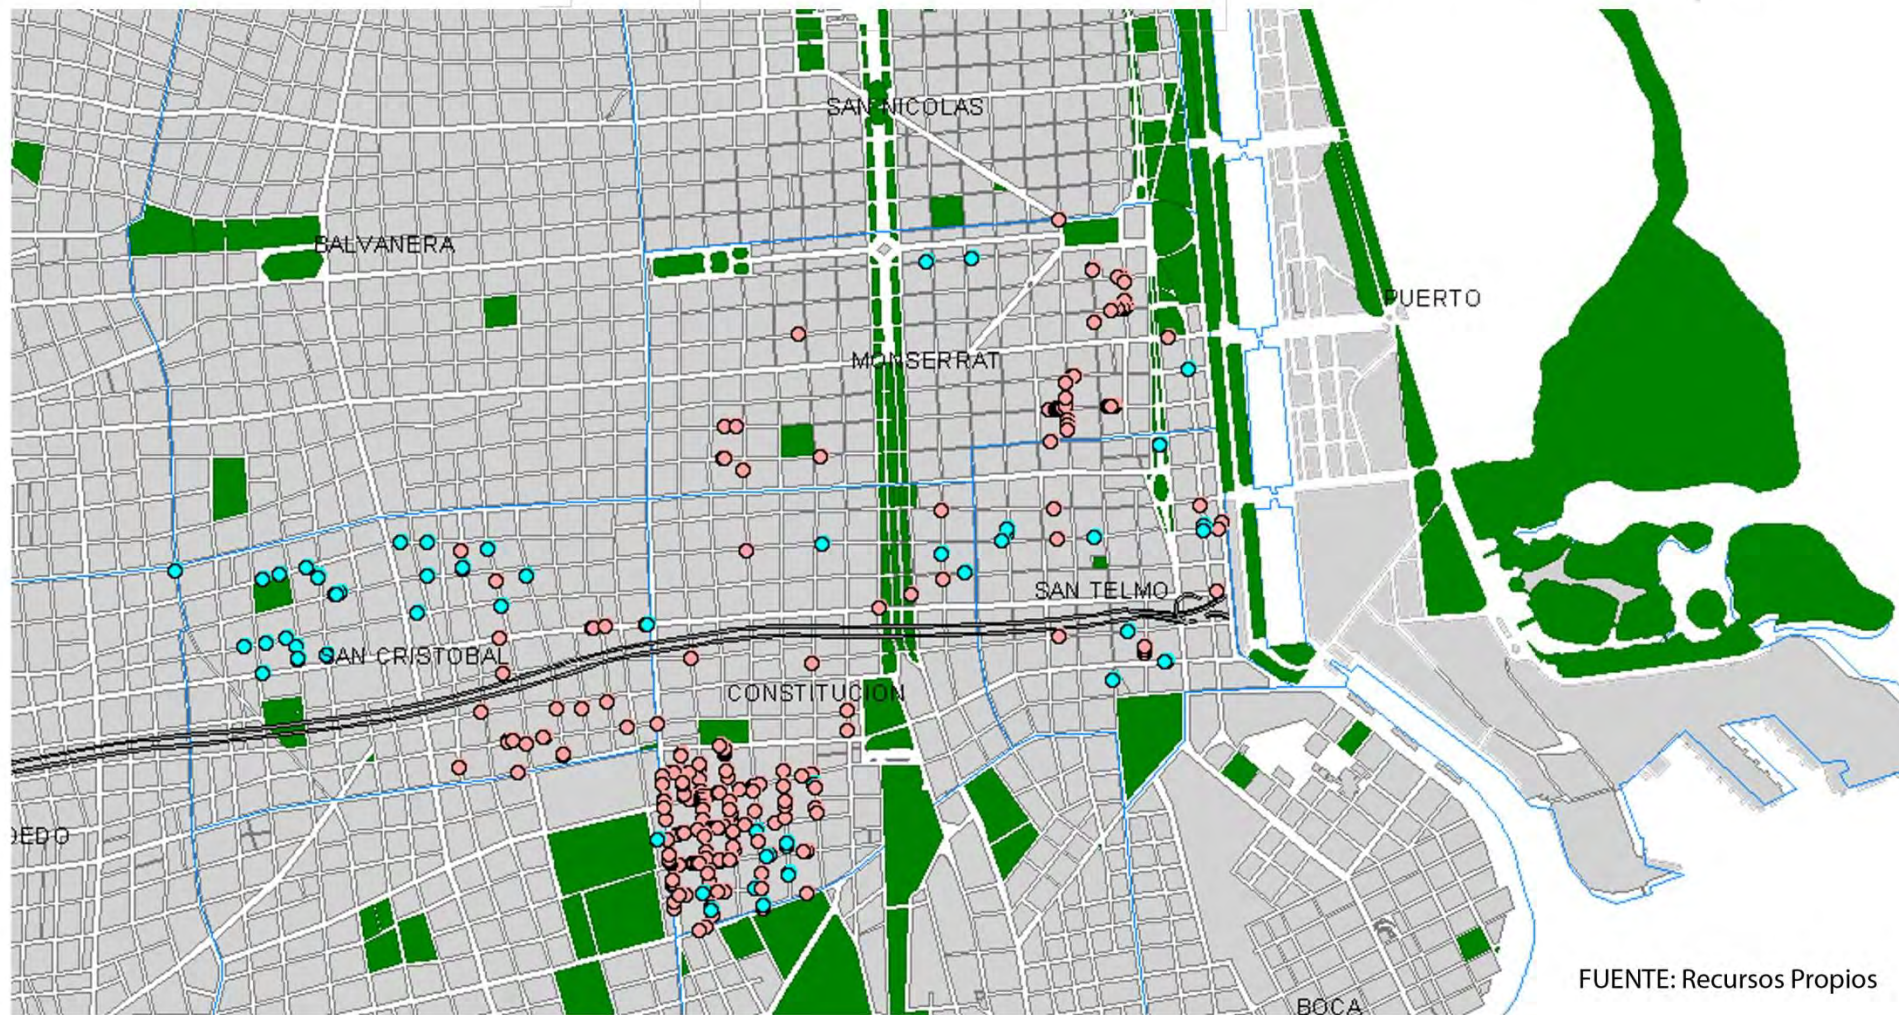 SAN NICOLAS
BALVANERA
PUERTO
MONSERRAT
SAN TELMO
SAN CRISTOBAL
CONSTITUCION
FUENTE: Recursos Propios
BOCA